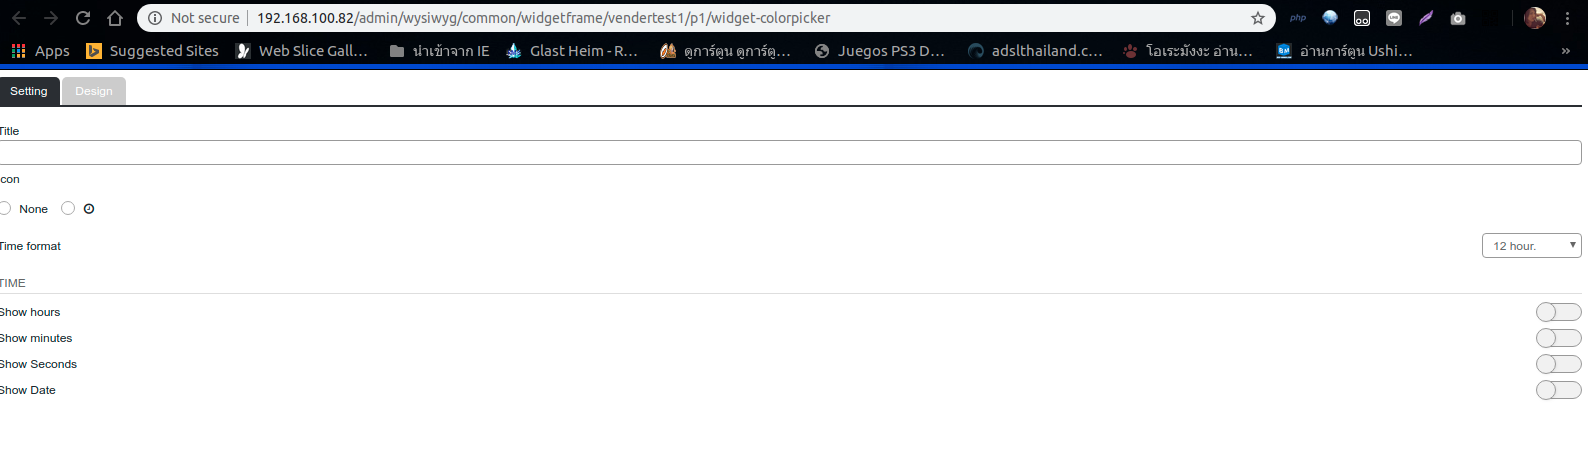 Not secure 192.168.100.82/admin/wysiwyg/common/widgetframe/vendertest1/p1/widget-colorpicker php
Apps Suggested Sites Web Slice Gall... นำเข้าจาก IE Glast Heim - R... ดูการ์ตูน ดูการ์ตู... Juegos PS3 D... adslthailand.c... โอเระมังงะ อ่าน... อ่านการ์ตูน Ushi... »
Setting Design
Title
Icon
None
Time format 12 hour.
TIME
Show hours
Show minutes
Show Seconds
Show Date